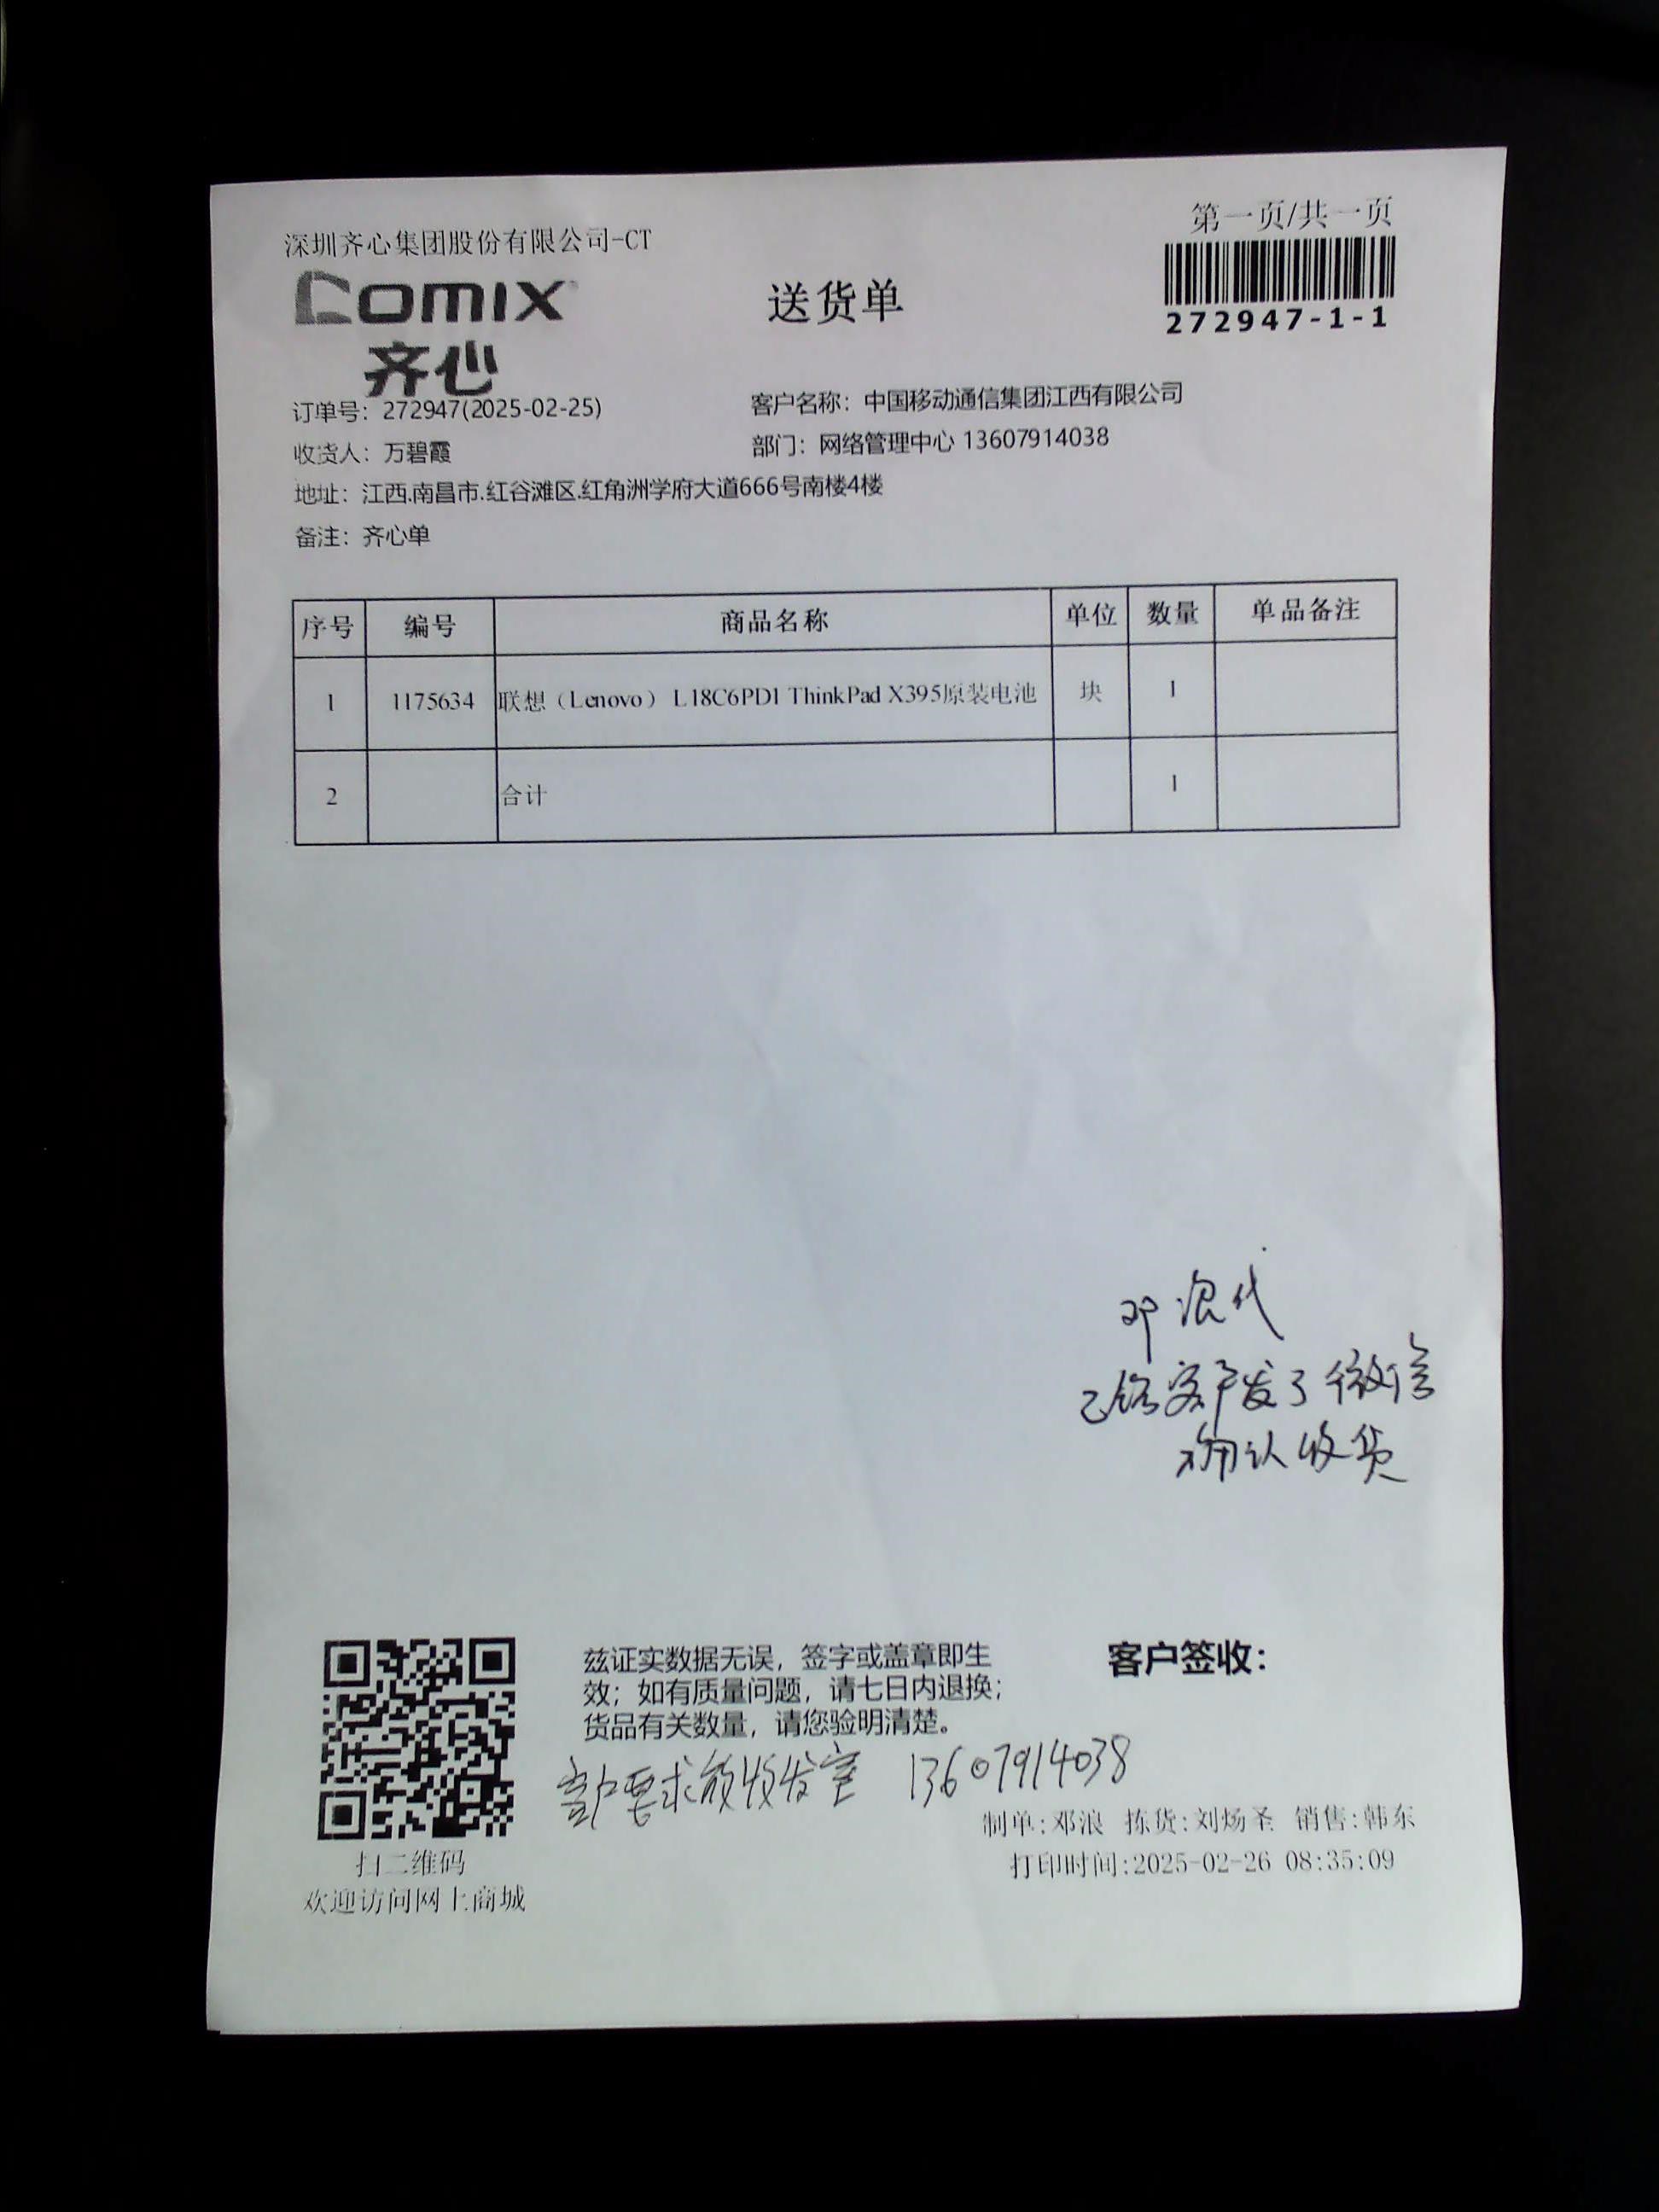 第一页/共一页
深圳齐心集团股份有限公司-CT
comix
齐心
送货单
272947-1-1
订单号：272947(2025-02-25)
客户名称：中国移动通信集团江西有限公司
收货人：万碧霞
部门：网络管理中心 13607914038
地址：江西.南昌市.红谷滩区.红角洲学府大道666号南楼4楼
备注：齐心单
序号 编号 商品名称 单位 数量 单品备注
1 1175634 联想（Lenovo） L18C6PD1 ThinkPad X395原装电池 块 1
2 合计 1
邓浪代
已给客户发了微信
确认收货
兹证实数据无误，签字或盖章即生
效；如有质量问题，请七日内退换；
货品有关数量，请您验明清楚。
客户签收：
客户要求放收发室 13607914038
制单:邓浪 拣货:刘炀圣 销售:韩东
打印时间:2025-02-26 08:35:09
扫二维码
欢迎访问网上商城